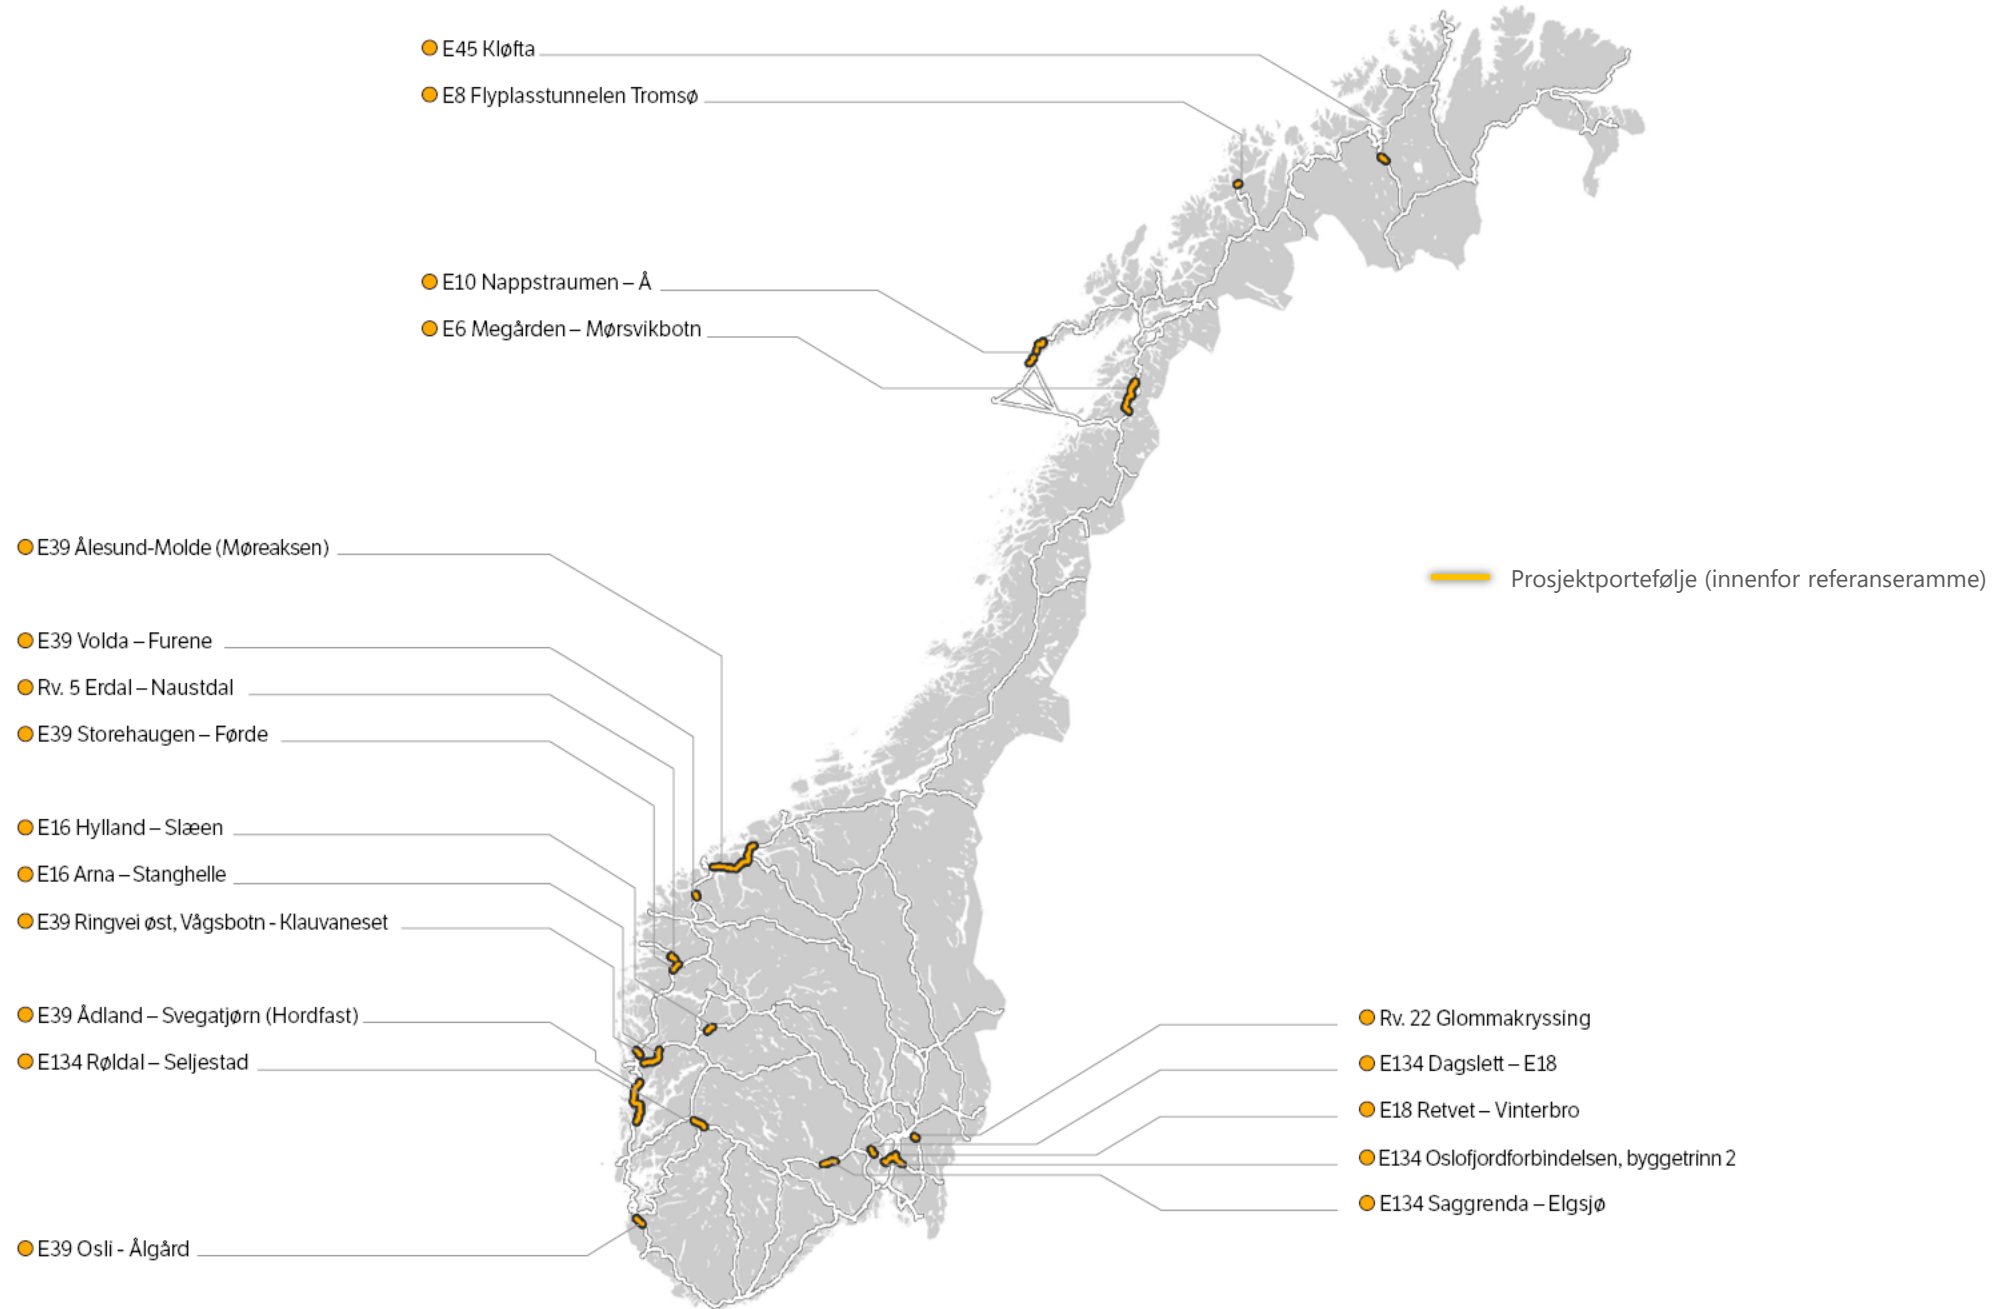 E45 Kløfta
E8 Flyplasstunnelen Tromsø
E10 Nappstraumen – Å
E6 Megården – Mørsvikbotn
E39 Ålesund-Molde (Møreaksen)
Prosjektportefølje (innenfor referanseramme)
E39 Volda – Furene
Rv. 5 Erdal – Naustdal
E39 Storehaugen – Førde
E16 Hylland – Slæen
E16 Arna – Stanghelle
E39 Ringvei øst, Vågsbotn - Klauvaneset
E39 Ådland – Svegatjørn (Hordfast)
E134 Røldal – Seljestad
E39 Osli - Ålgård
Rv. 22 Glommakryssing
E134 Dagslett – E18
E18 Retvet – Vinterbro
E134 Oslofjordforbindelsen, byggetrinn 2
E134 Saggrenda – Elgsjø